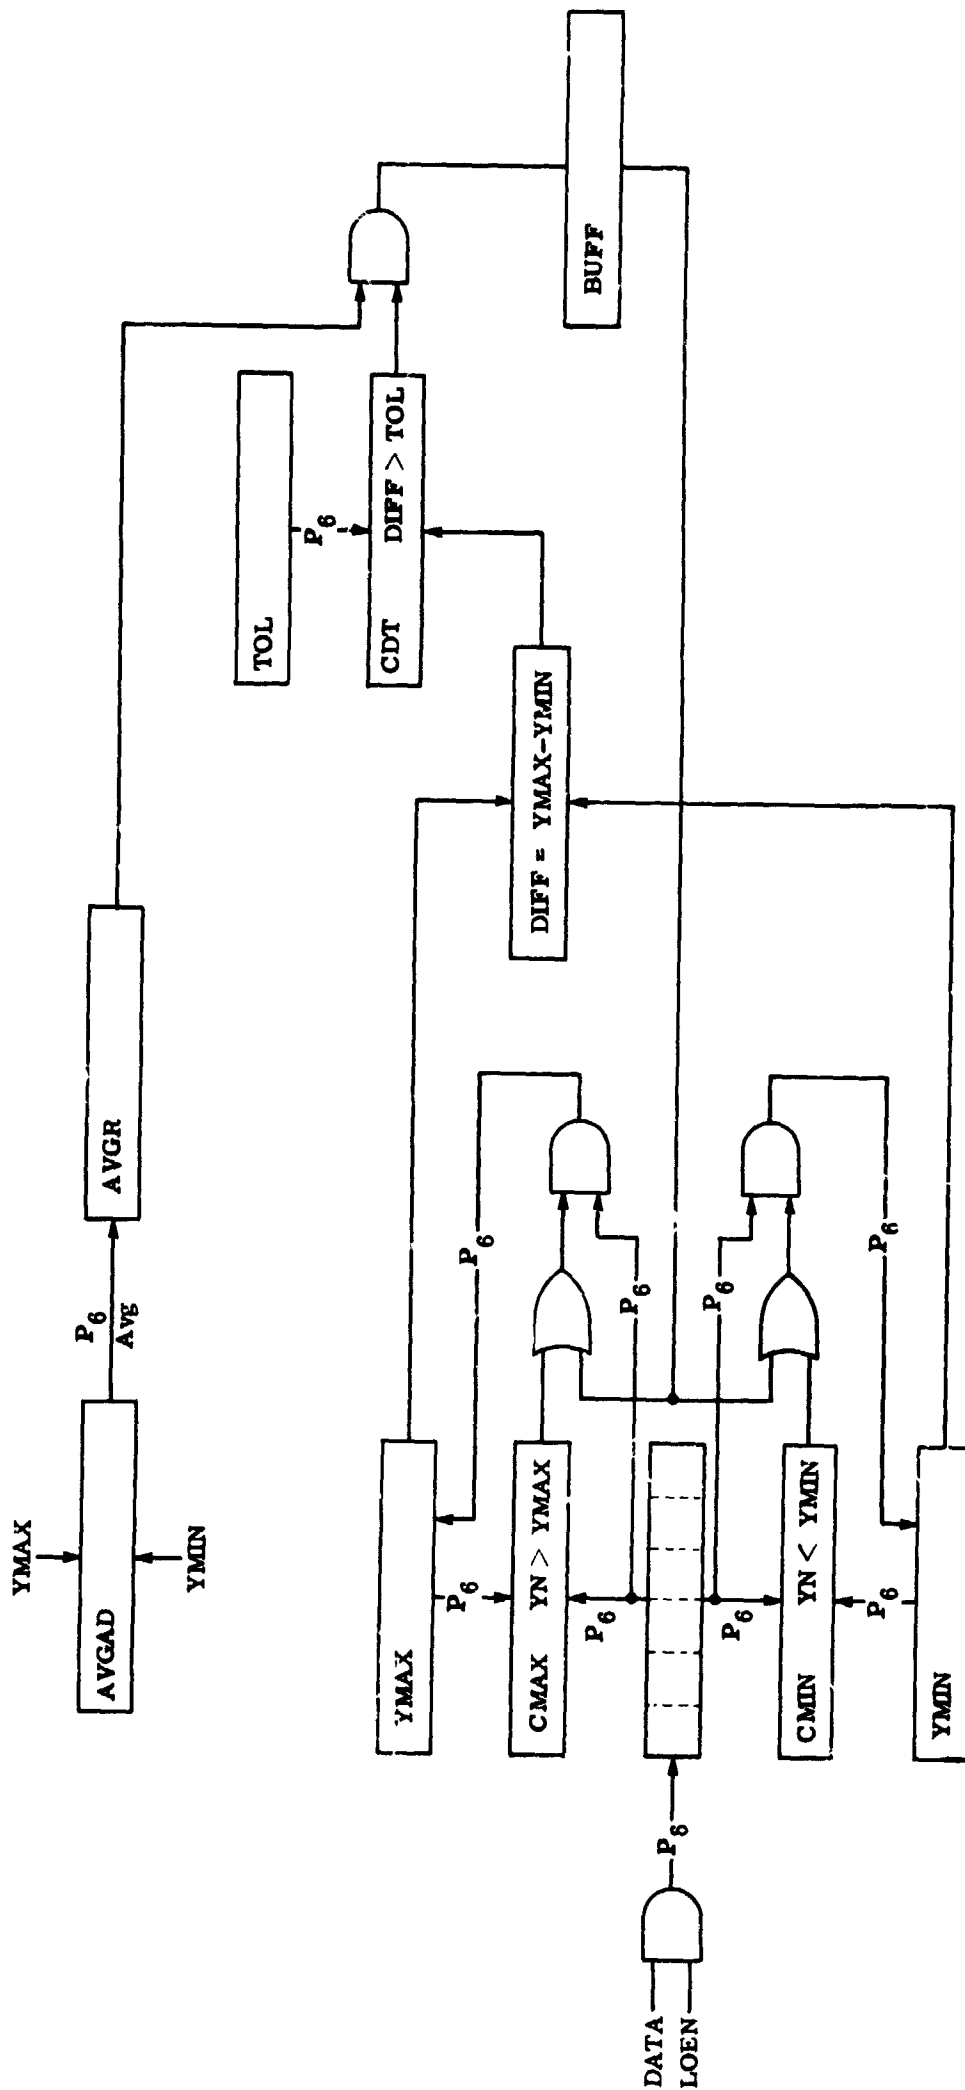 YMAX
AVGAD
YMIN
P6
Avg
AVGR
TOL
P6
CDT DIFF > TOL
BUFF
YMAX
P6
P6
CMAX YN > YMAX
P6
P6
DIFF = YMAX-YMIN
DATA
LOEN
P6
P6
P6
CMIN YN < YMIN
P6
P6
YMIN